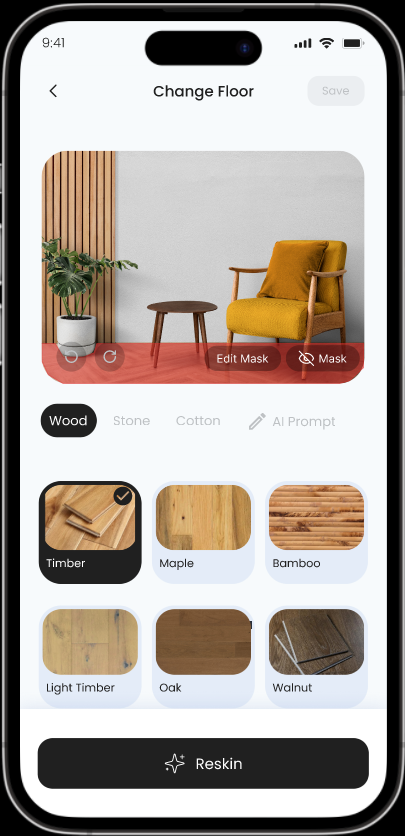 9:41
Change Floor
Save
Edit Mask
Mask
Wood
Stone
Cotton
AI Prompt
Timber
Maple
Bamboo
Light Timber
Oak
Walnut
Reskin